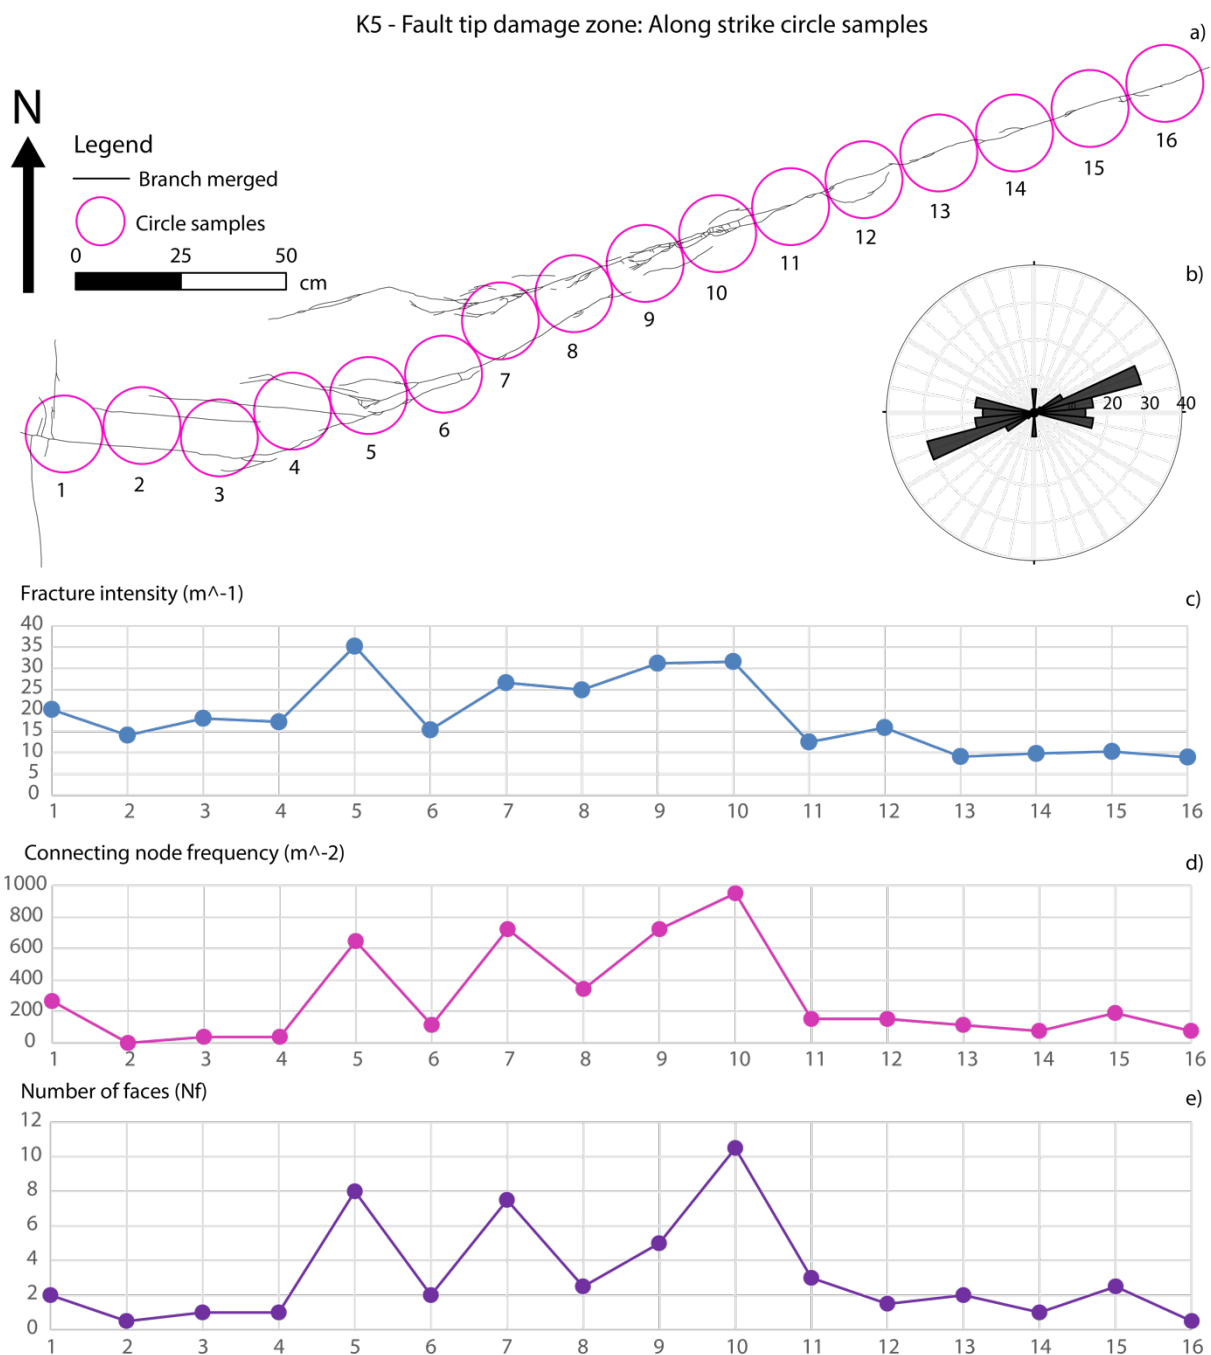 K5 - Fault tip damage zone: Along strike circle samples
a)
N
Legend
Branch merged
Circle samples
0 25 50
cm
1 2 3 4 5 6 7 8 9 10 11 12 13 14 15 16
b)
20 30 40
Fracture intensity (m^-1)
c)
40
35
30
25
20
15
10
5
0
1 2 3 4 5 6 7 8 9 10 11 12 13 14 15 16
Connecting node frequency (m^-2)
d)
1000
800
600
400
200
0
1 2 3 4 5 6 7 8 9 10 11 12 13 14 15 16
Number of faces (Nf)
e)
12
10
8
6
4
2
0
1 2 3 4 5 6 7 8 9 10 11 12 13 14 15 16